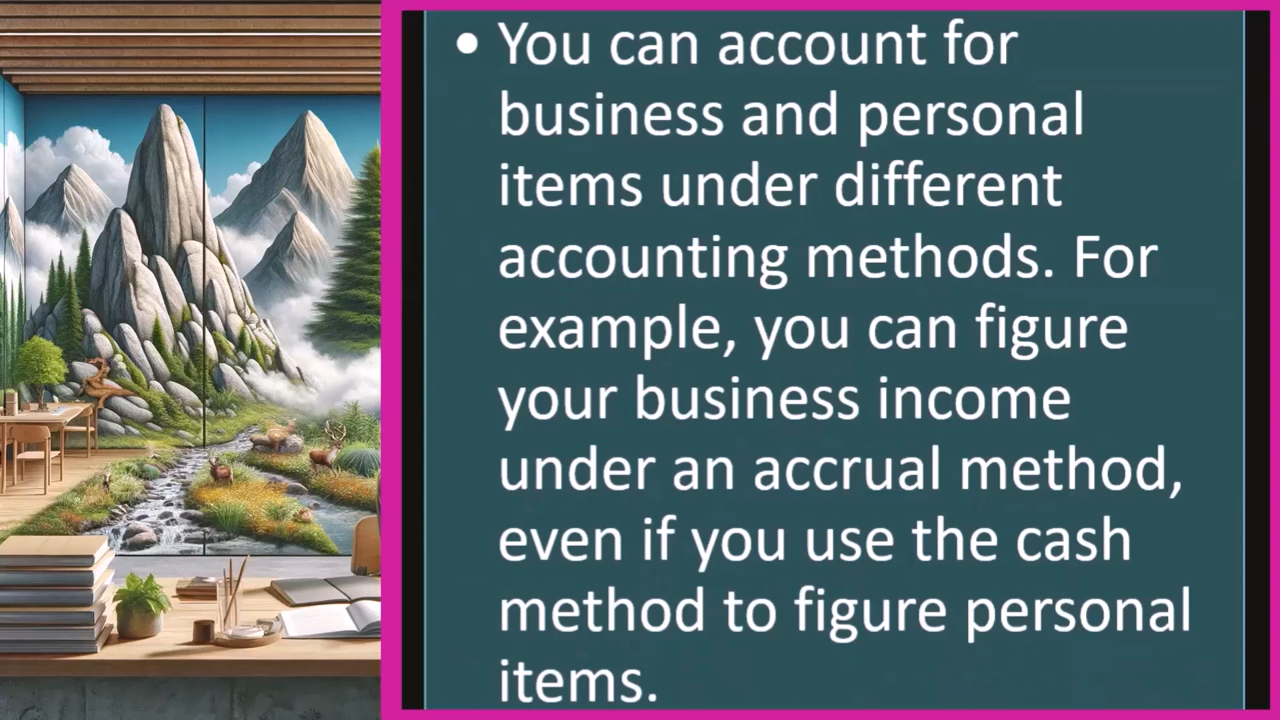 • You can account for
business and personal
items under different
accounting methods. For
example, you can figure
your business income
under an accrual method,
even if you use the cash
method to figure personal
items.